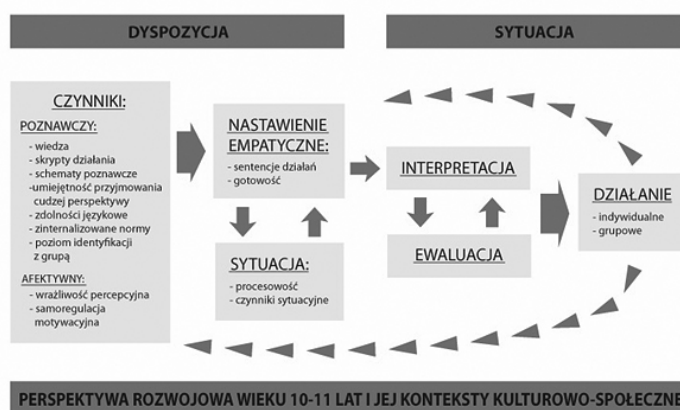 DYSPOZYCJA
SYTUACJA
CZYNNIKI:
POZNAWCZY:
- wiedza
- skrypty działania
- schematy poznawcze
-umiejętność przyjmowania
cudzej perspektywy
- zdolności językowe
- zinternalizowane normy
- poziom identyfikacji
z grupą
AFEKTYWNY:
- wrażliwość percepcyjna
- samoregulacja
motywacyjna
NASTAWIENIE
EMPATYCZNE:
- sentencje działań
- gotowość
SYTUACJA:
- procesowość
- czynniki sytuacyjne
INTERPRETACJA
EWALUACJA
DZIAŁANIE
- indywidualne
- grupowe
PERSPEKTYWA ROZWOJOWA WIEKU 10-11 LAT I JEJ KONTEKSTY KULTUROWO-SPOŁECZNE